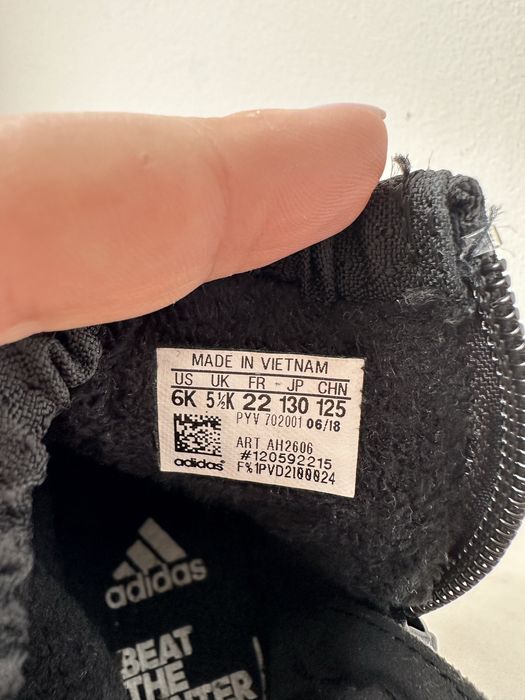 MADE IN VIETNAM
US UK FR JP CHN
6K 5½K 22 130 125
PYV 702001 06/18
ART AH2606
#120592215
adidas F%1PVD2100024
adidas
BEAT
THE